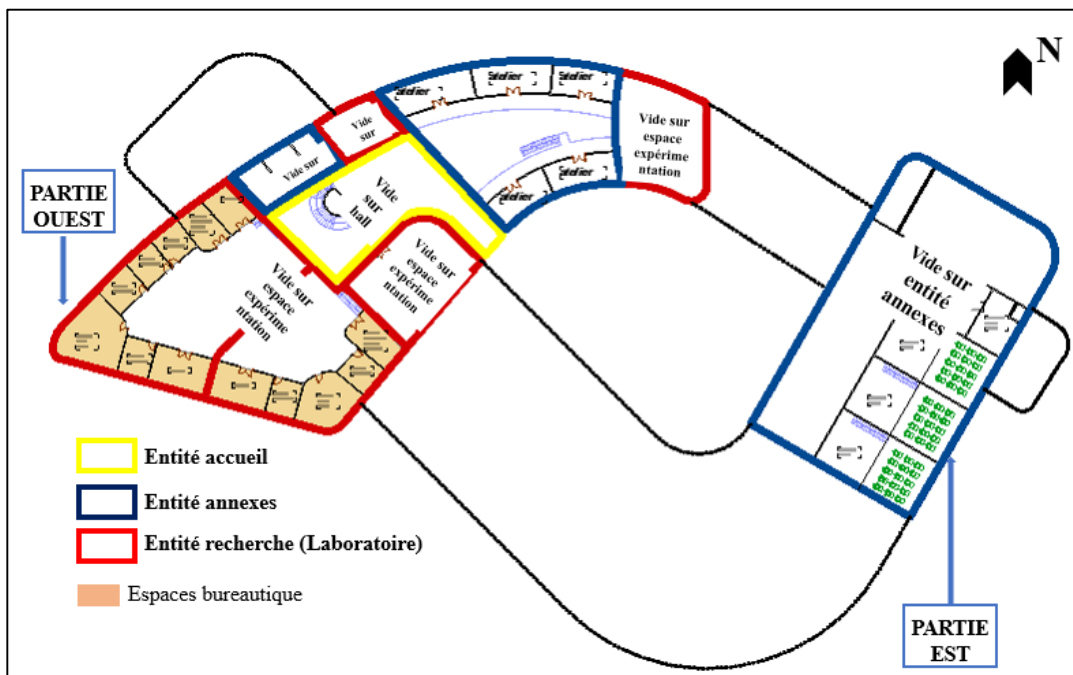 N
PARTIE
OUEST
Vide sur
Vide
sur
Atelier
Atelier
Atelier
Atelier
Atelier
Vide sur
espace
expérime
ntation
Vide
sur
hall
Vide sur
espace
expérime
ntation
Vide sur
espace
expérime
ntation
Vide sur
entité
annexes
Entité accueil
Entité annexes
Entité recherche (Laboratoire)
Espaces bureautique
PARTIE
EST